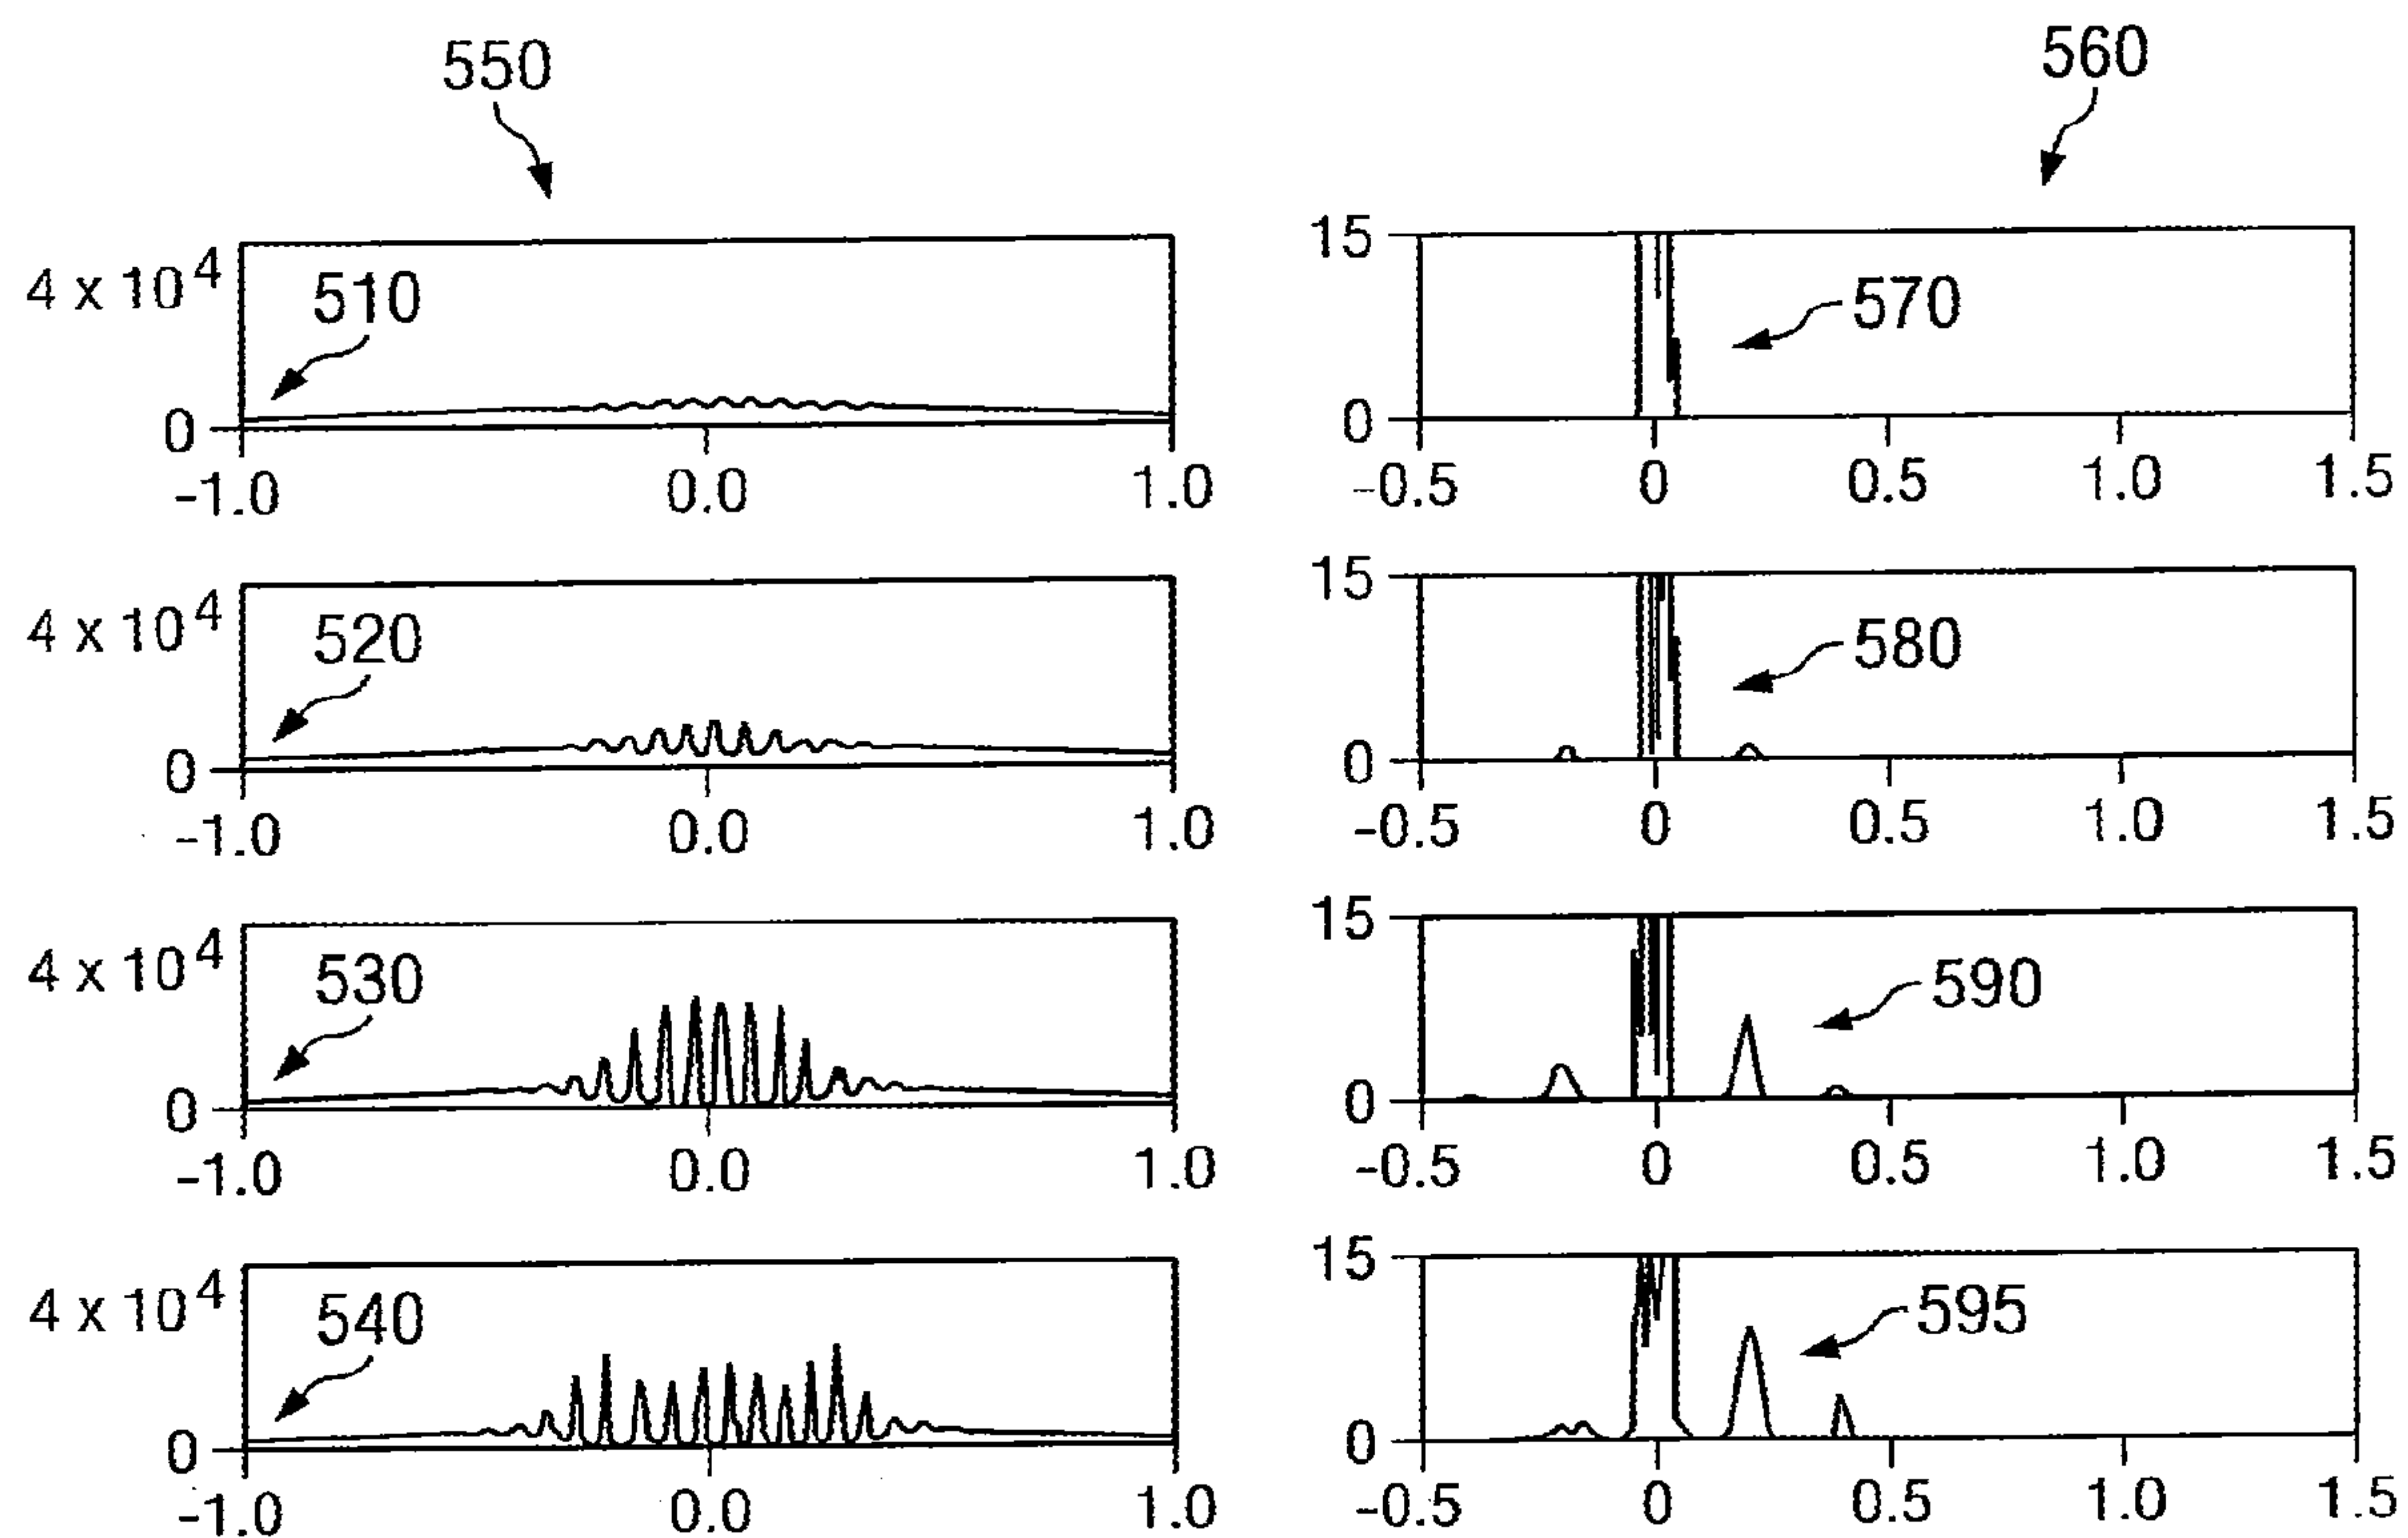 550 560
4 x 10⁴ 510 0 -1.0 0.0 1.0
15 570 0 -0.5 0 0.5 1.0 1.5
4 x 10⁴ 520 0 -1.0 0.0 1.0
15 580 0 -0.5 0 0.5 1.0 1.5
4 x 10⁴ 530 0 -1.0 0.0 1.0
15 590 0 -0.5 0 0.5 1.0 1.5
4 x 10⁴ 540 0 -1.0 0.0 1.0
15 595 0 -0.5 0 0.5 1.0 1.5